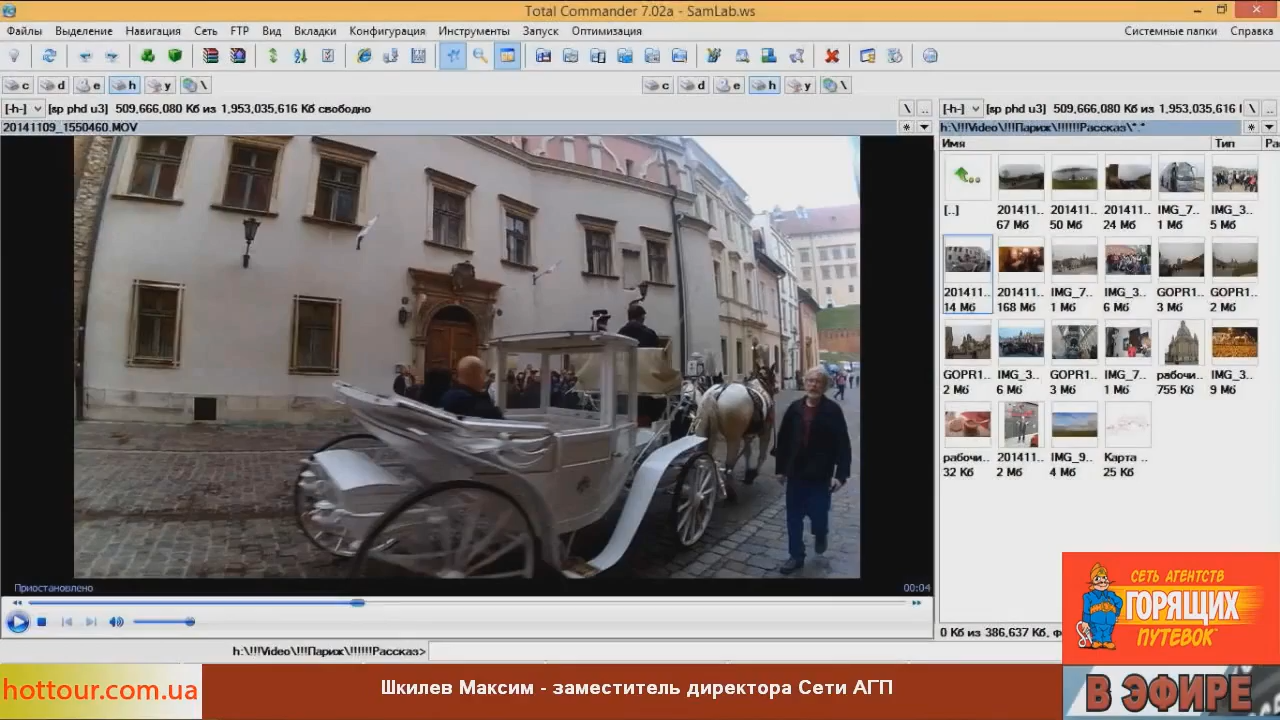 Total Commander 7.02a - SamLab.ws
Файлы Выделение Навигация Сеть FTP Вид Вкладки Конфигурация Инструменты Запуск Оптимизация Системные папки Справка
c d e h y \ c d e h y \
[-h-] [sp phd u3] 509,666,080 Кб из 1,953,035,616 Кб свободно \ .. [-h-] [sp phd u3] 509,666,080 Кб из 1,953,035,616 \ ..
20141109_1550460.MOV * h:\!!!Video\!!!Париж\!!!!!!Рассказ\*.* *
Имя Тип Ра
[..] 201411.. 201411.. 201411.. IMG_7.. IMG_3..
67 Мб 50 Мб 24 Мб 1 Мб 5 Мб
201411.. 201411.. IMG_7.. IMG_3.. GOPR1.. GOPR1..
14 Мб 168 Мб 1 Мб 6 Мб 3 Мб 2 Мб
GOPR1.. IMG_3.. GOPR1.. IMG_7.. рабочи.. IMG_3..
2 Мб 6 Мб 3 Мб 1 Мб 755 Кб 9 Мб
рабочи.. 201411.. IMG_9.. Карта ..
32 Кб 2 Мб 4 Мб 25 Кб
Приостановлено 00:04
0 Кб из 386,637 Кб, ф
h:\!!!Video\!!!Париж\!!!!!!Рассказ>
СЕТЬ АГЕНТСТВ
ГОРЯЩИХ
ПУТЕВОК
hottour.com.ua
Шкилев Максим - заместитель директора Сети АГП
В ЭФИРЕ